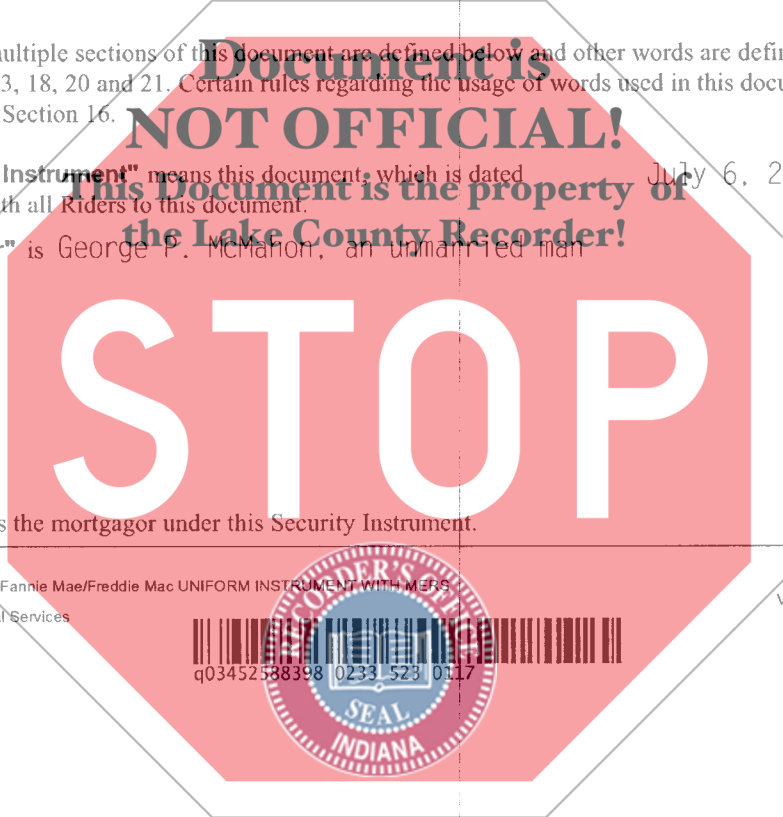 multiple sections of this document are defined below and other words are defin
3, 18, 20 and 21. Certain rules regarding the usage of words used in this docu
Section 16.
Document is
NOT OFFICIAL!
This Document is the property of
the Lake County Recorder!
Instrument" means this document, which is dated July 6, 2
th all Riders to this document.
" is George P. McMahon, an unmarried man
STOP
s the mortgagor under this Security Instrument.
Fannie Mae/Freddie Mac UNIFORM INSTRUMENT WITH MERS
l Services
q03452588398 0233 523 0117
RECORDER'S OFFICE
SEAL
INDIANA